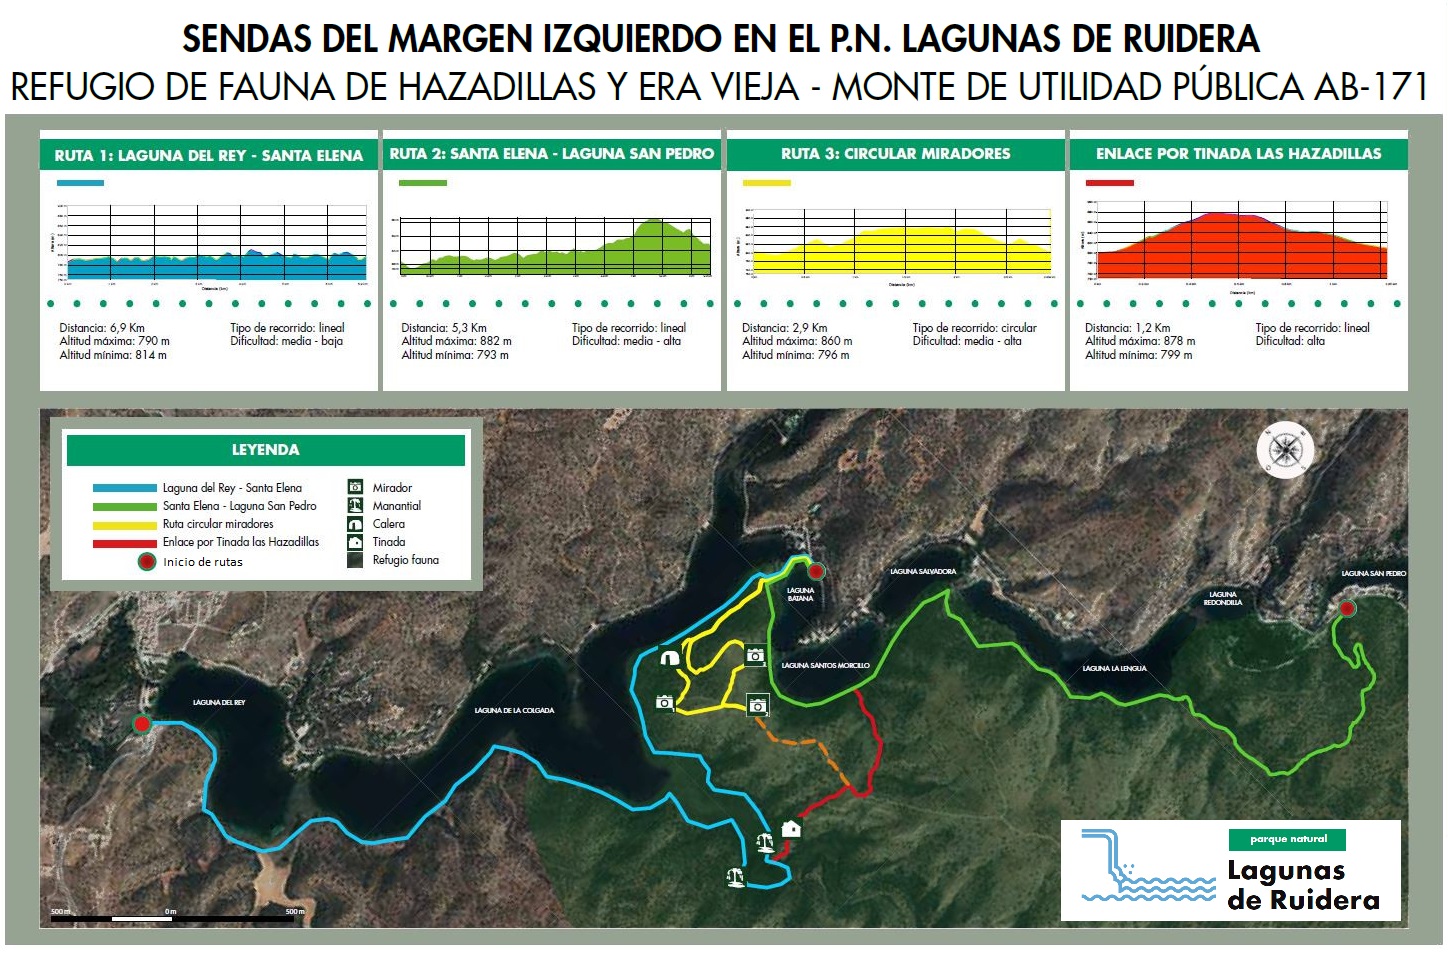 SENDAS DEL MARGEN IZQUIERDO EN EL P.N. LAGUNAS DE RUIDERA
REFUGIO DE FAUNA DE HAZADILLAS Y ERA VIEJA - MONTE DE UTILIDAD PÚBLICA AB-171
RUTA 1: LAGUNA DEL REY - SANTA ELENA
Distancia (km)
Distancia: 6,9 Km
Altitud máxima: 790 m
Altitud mínima: 814 m
Tipo de recorrido: lineal
Dificultad: media - baja
RUTA 2: SANTA ELENA - LAGUNA SAN PEDRO
Distancia: 5,3 Km
Altitud máxima: 882 m
Altitud mínima: 793 m
Tipo de recorrido: lineal
Dificultad: media - alta
RUTA 3: CIRCULAR MIRADORES
Distancia (km)
Distancia: 2,9 Km
Altitud máxima: 860 m
Altitud mínima: 796 m
Tipo de recorrido: circular
Dificultad: media - alta
ENLACE POR TINADA LAS HAZADILLAS
Distancia (km)
Distancia: 1,2 Km
Altitud máxima: 878 m
Altitud mínima: 799 m
Tipo de recorrido: lineal
Dificultad: alta
LEYENDA
Laguna del Rey - Santa Elena
Santa Elena - Laguna San Pedro
Ruta circular miradores
Enlace por Tinada las Hazadillas
Inicio de rutas
Mirador
Manantial
Calera
Tinada
Refugio fauna
LAGUNA SALVADORA
LAGUNA SAN PEDRO
LAGUNA
BATANA
LAGUNA
REDONDILLA
LAGUNA SANTOS MORCILLO
LAGUNA LA LENGUA
LAGUNA DEL REY
LAGUNA DE LA COLGADA
500 m
0 m
500 m
parque natural
Lagunas
de Ruidera